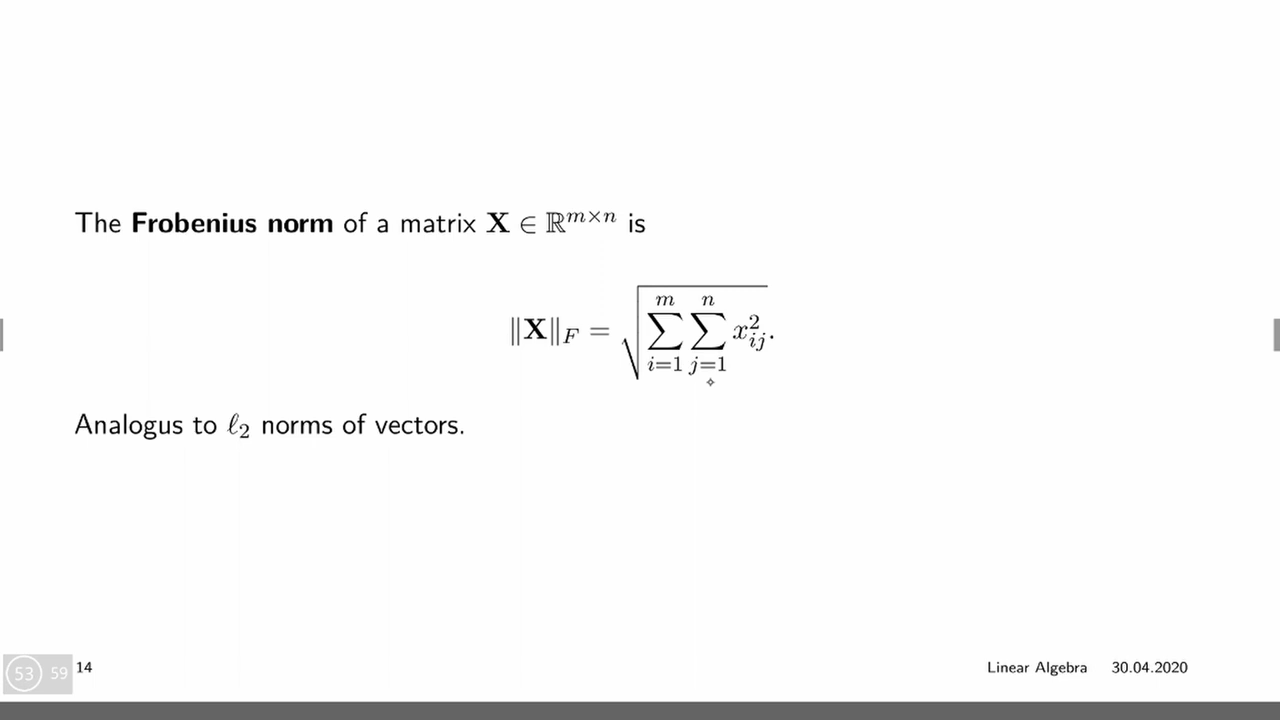 The Frobenius norm of a matrix X ∈ ℝ^{m×n} is
‖X‖_F = √(∑_{i=1}^{m} ∑_{j=1}^{n} x_{ij}^2).
Analogus to ℓ₂ norms of vectors.
53 59 14 Linear Algebra 30.04.2020